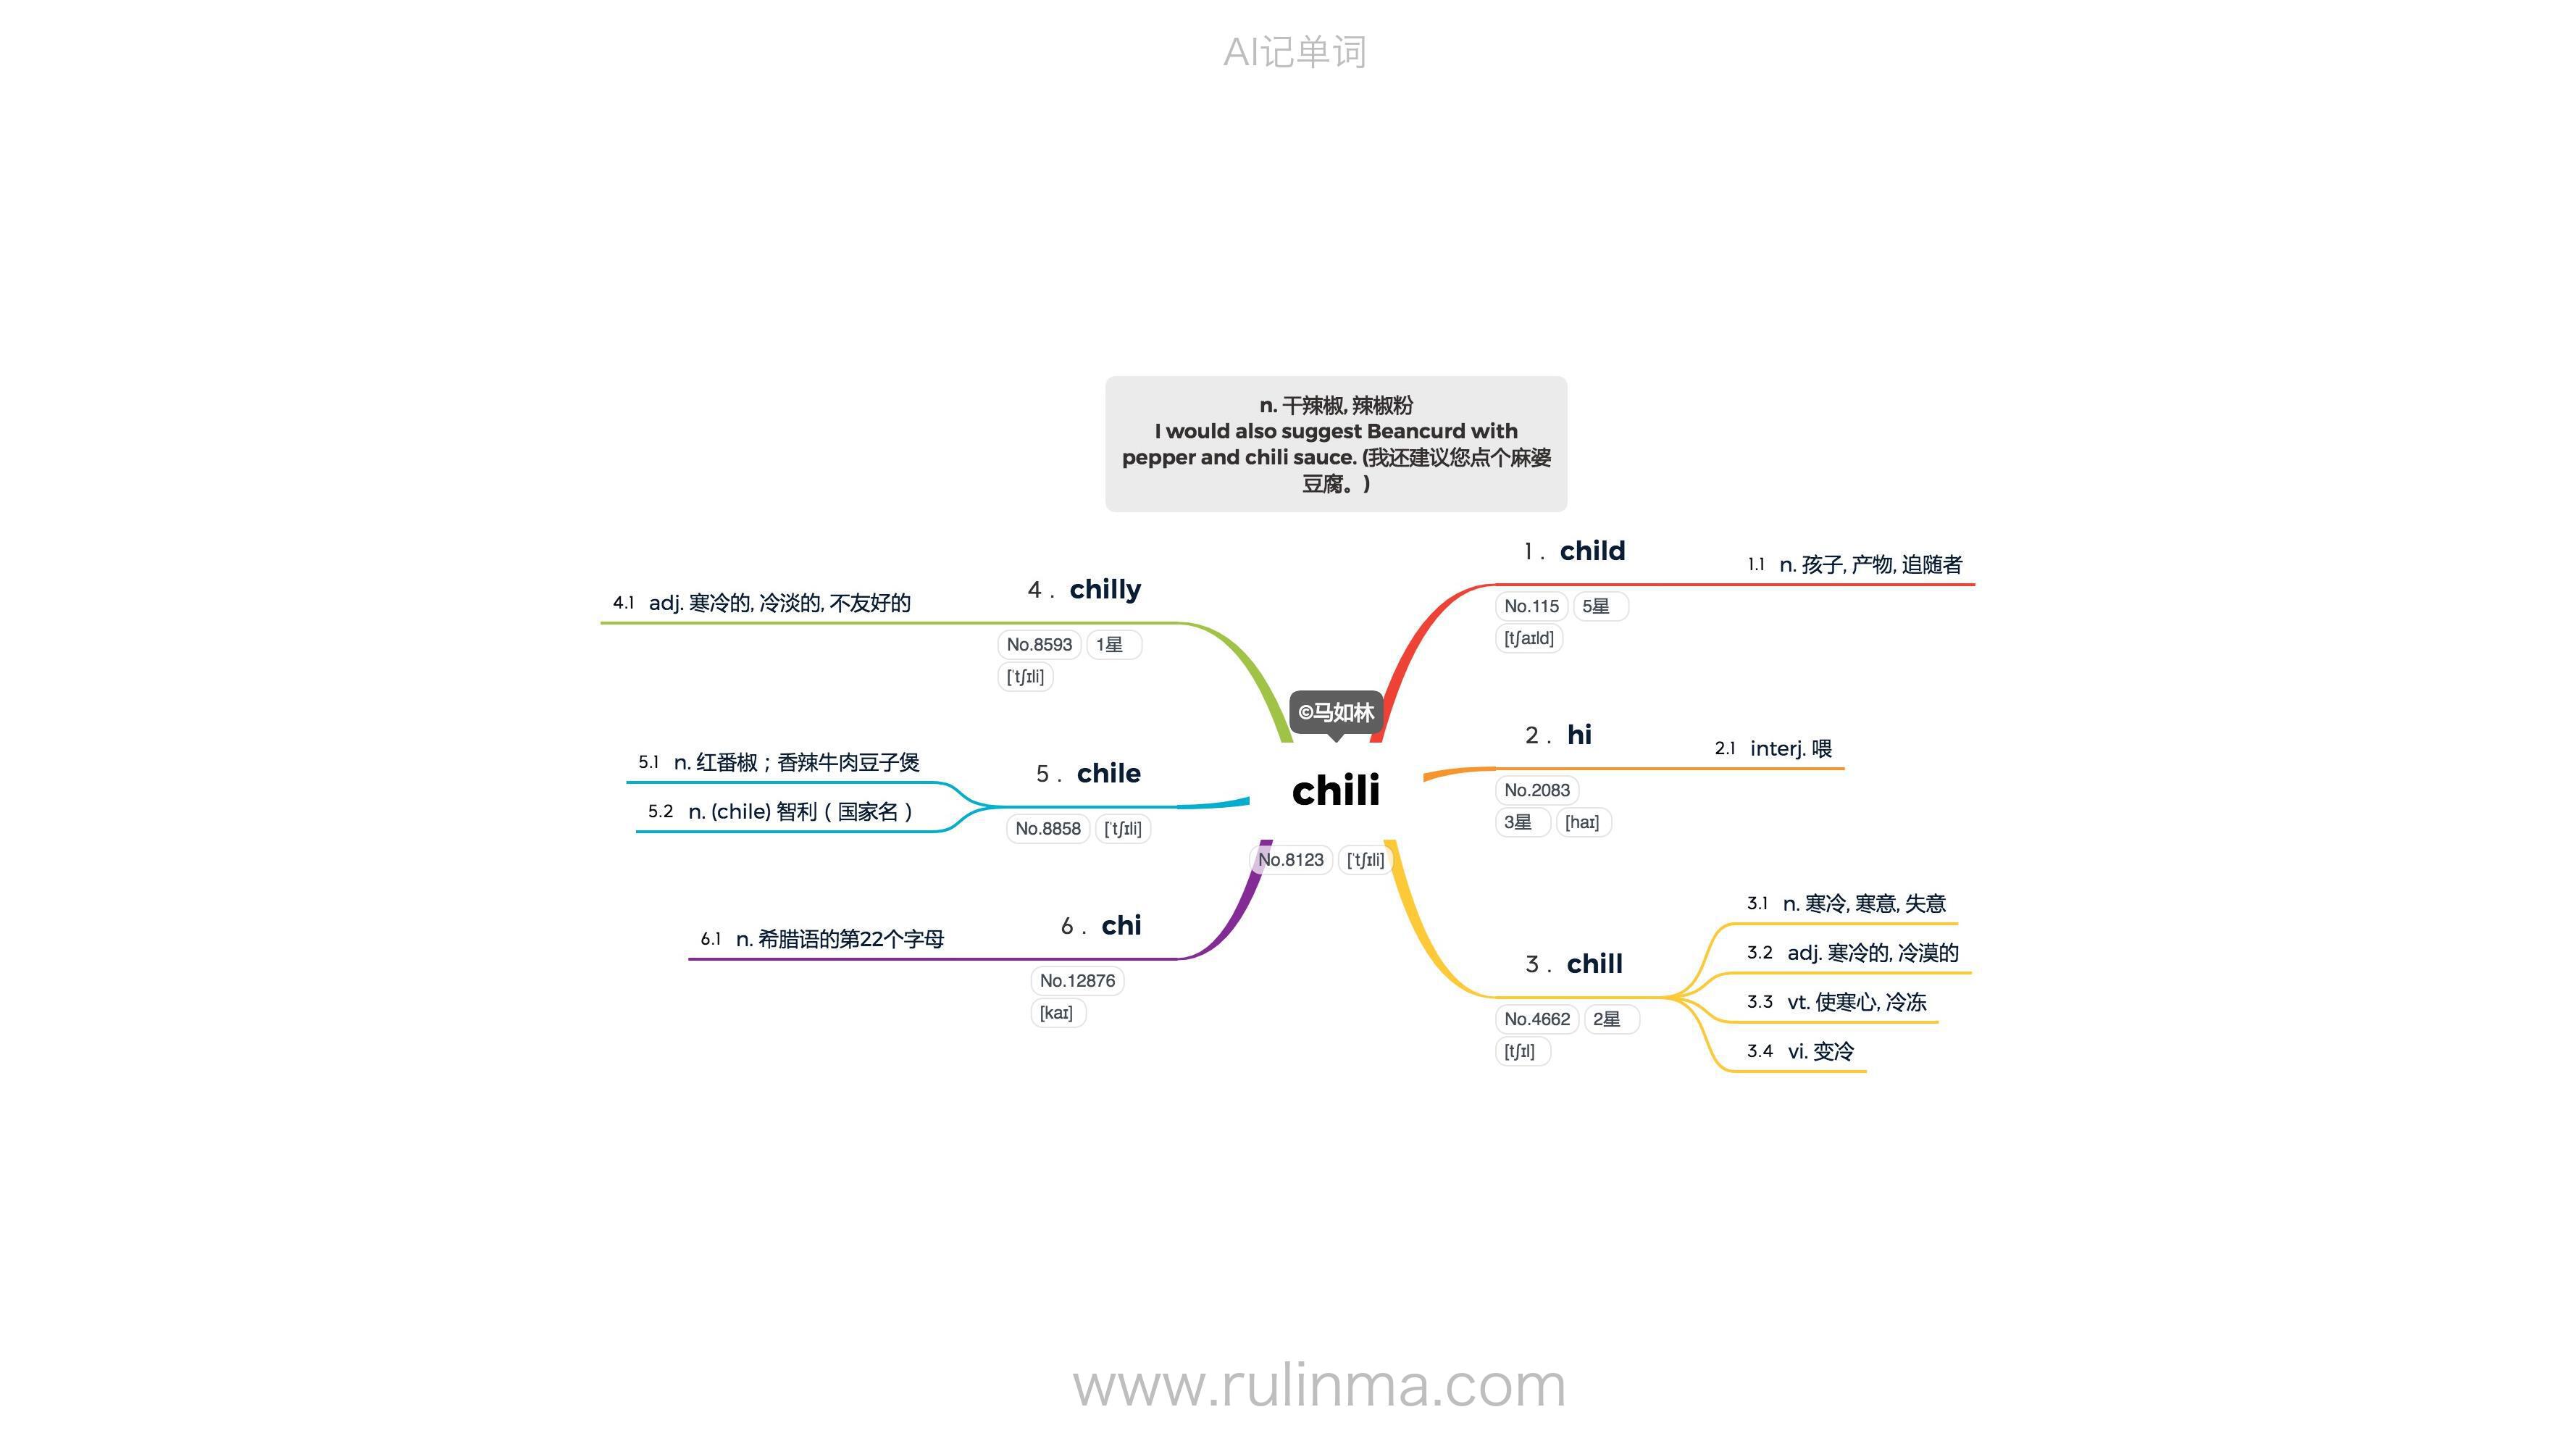 AI记单词
n. 干辣椒, 辣椒粉
I would also suggest Beancurd with
pepper and chili sauce. (我还建议您点个麻婆
豆腐。)
©马如林
chili
No.8123 ['tʃɪli]
1 . child
No.115 5星
[tʃaɪld]
1.1 n. 孩子, 产物, 追随者
2 . hi
No.2083
3星 [haɪ]
2.1 interj. 喂
3 . chill
No.4662 2星
[tʃɪl]
3.1 n. 寒冷, 寒意, 失意
3.2 adj. 寒冷的, 冷漠的
3.3 vt. 使寒心, 冷冻
3.4 vi. 变冷
4 . chilly
No.8593 1星
['tʃɪli]
4.1 adj. 寒冷的, 冷淡的, 不友好的
5 . chile
No.8858 ['tʃɪli]
5.1 n. 红番椒；香辣牛肉豆子煲
5.2 n. (chile) 智利（国家名）
6 . chi
No.12876
[kaɪ]
6.1 n. 希腊语的第22个字母
www.rulinma.com